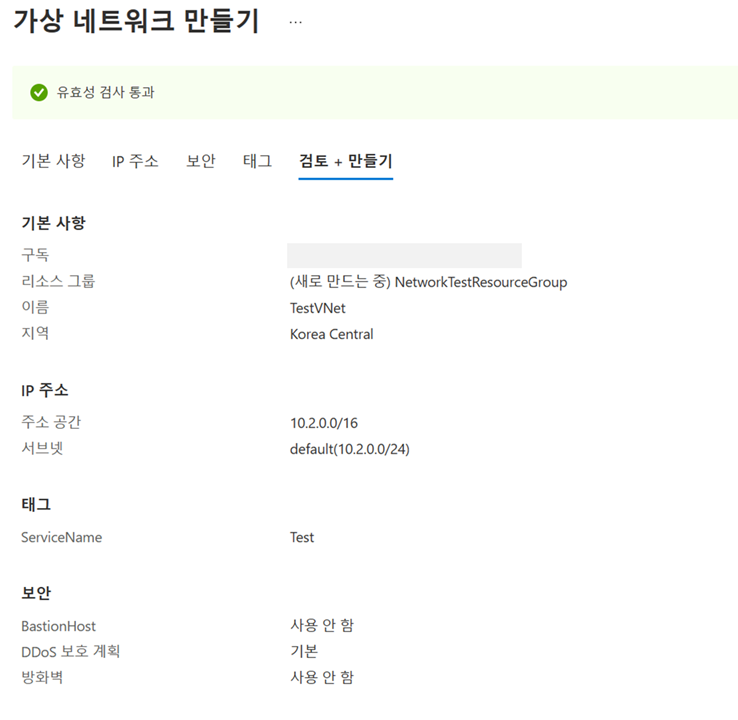 가상 네트워크 만들기 ...
유효성 검사 통과
기본 사항 IP 주소 보안 태그 검토 + 만들기
기본 사항
구독
리소스 그룹 (새로 만드는 중) NetworkTestResourceGroup
이름 TestVNet
지역 Korea Central
IP 주소
주소 공간 10.2.0.0/16
서브넷 default(10.2.0.0/24)
태그
ServiceName Test
보안
BastionHost 사용 안 함
DDoS 보호 계획 기본
방화벽 사용 안 함